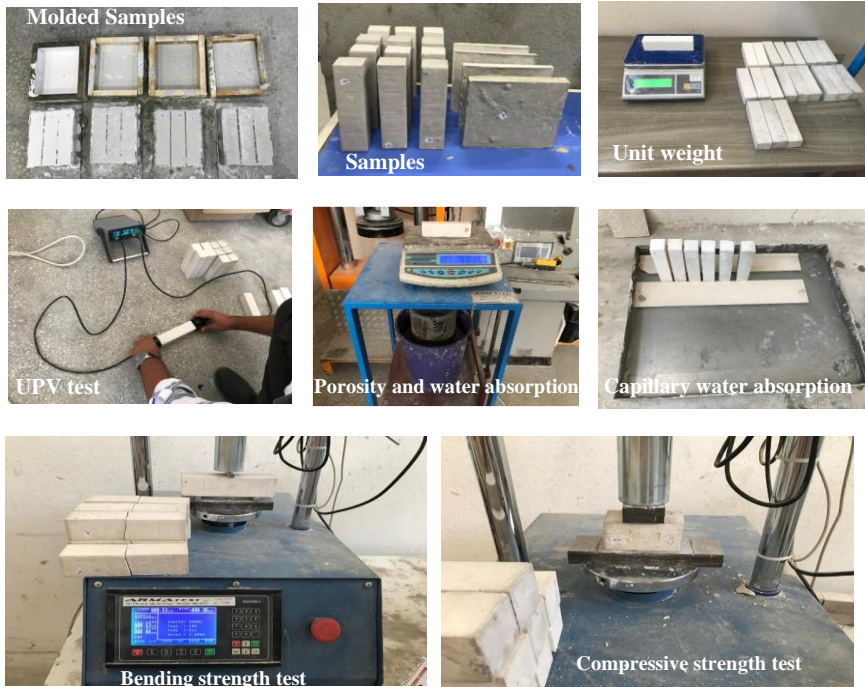 Molded Samples
Samples
Unit weight
UPV test
Porosity and water absorption
Capillary water absorption
ARMAtest
Bending strength test
Compressive strength test